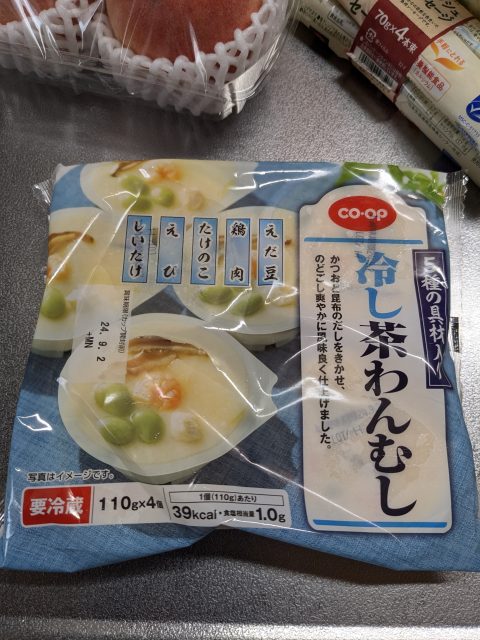 70g×4本束
CO・OP
5種の具材入り
冷し茶わんむし
かつおと昆布のだしをきかせ、
のどごし爽やかに風味良く仕上げました。
えだ豆
鶏肉
たけのこ
えび
しいたけ
24. 9. 2
+MN
写真はイメージです。
要冷蔵
110g×4個
1個(110g)あたり
39kcal・食塩相当量1.0g